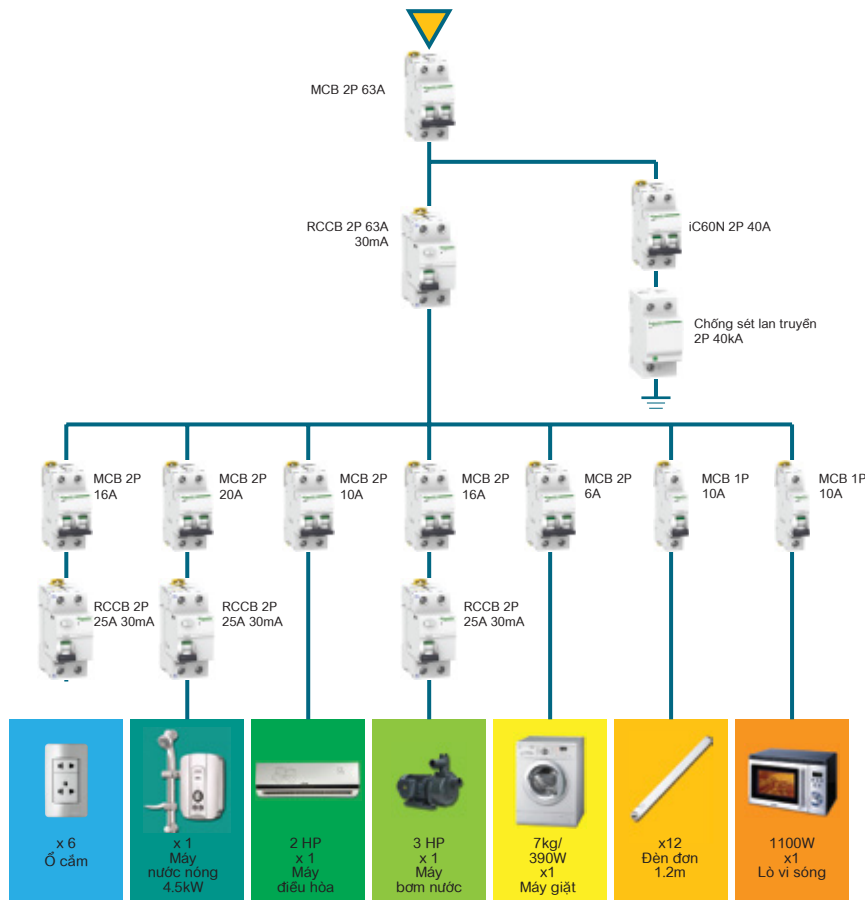 MCB 2P 63A
RCCB 2P 63A
30mA
iC60N 2P 40A
Chống sét lan truyền
2P 40kA
MCB 2P
16A
MCB 2P
20A
MCB 2P
10A
MCB 2P
16A
MCB 2P
6A
MCB 1P
10A
MCB 1P
10A
RCCB 2P
25A 30mA
RCCB 2P
25A 30mA
RCCB 2P
25A 30mA
x 6
Ổ cắm
x 1
Máy
nước nóng
4.5kW
2 HP
x 1
Máy
điều hòa
3 HP
x 1
Máy
bơm nước
7kg/
390W
x1
Máy giặt
x12
Đèn đơn
1.2m
1100W
x1
Lò vi sóng